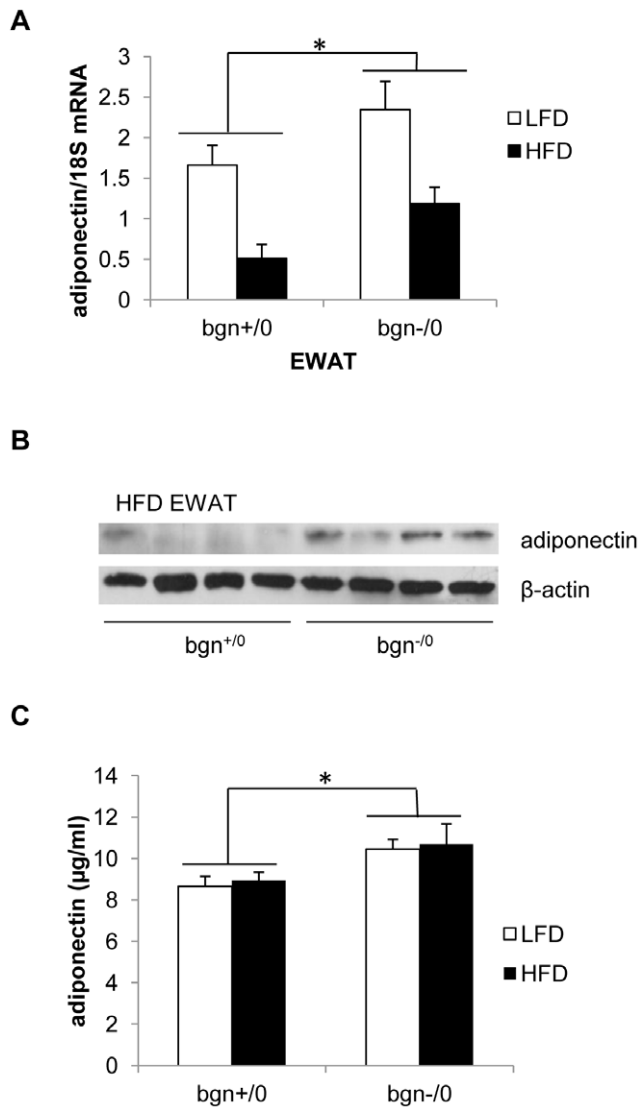 A
*
3
2.5
2
1.5
1
0.5
0
adiponectin/18S mRNA
LFD
HFD
bgn+/0 bgn-/0
EWAT
B
HFD EWAT
adiponectin
β-actin
bgn+/0 bgn-/0
C
*
14
12
10
8
6
4
2
0
adiponectin (µg/ml)
LFD
HFD
bgn+/0 bgn-/0